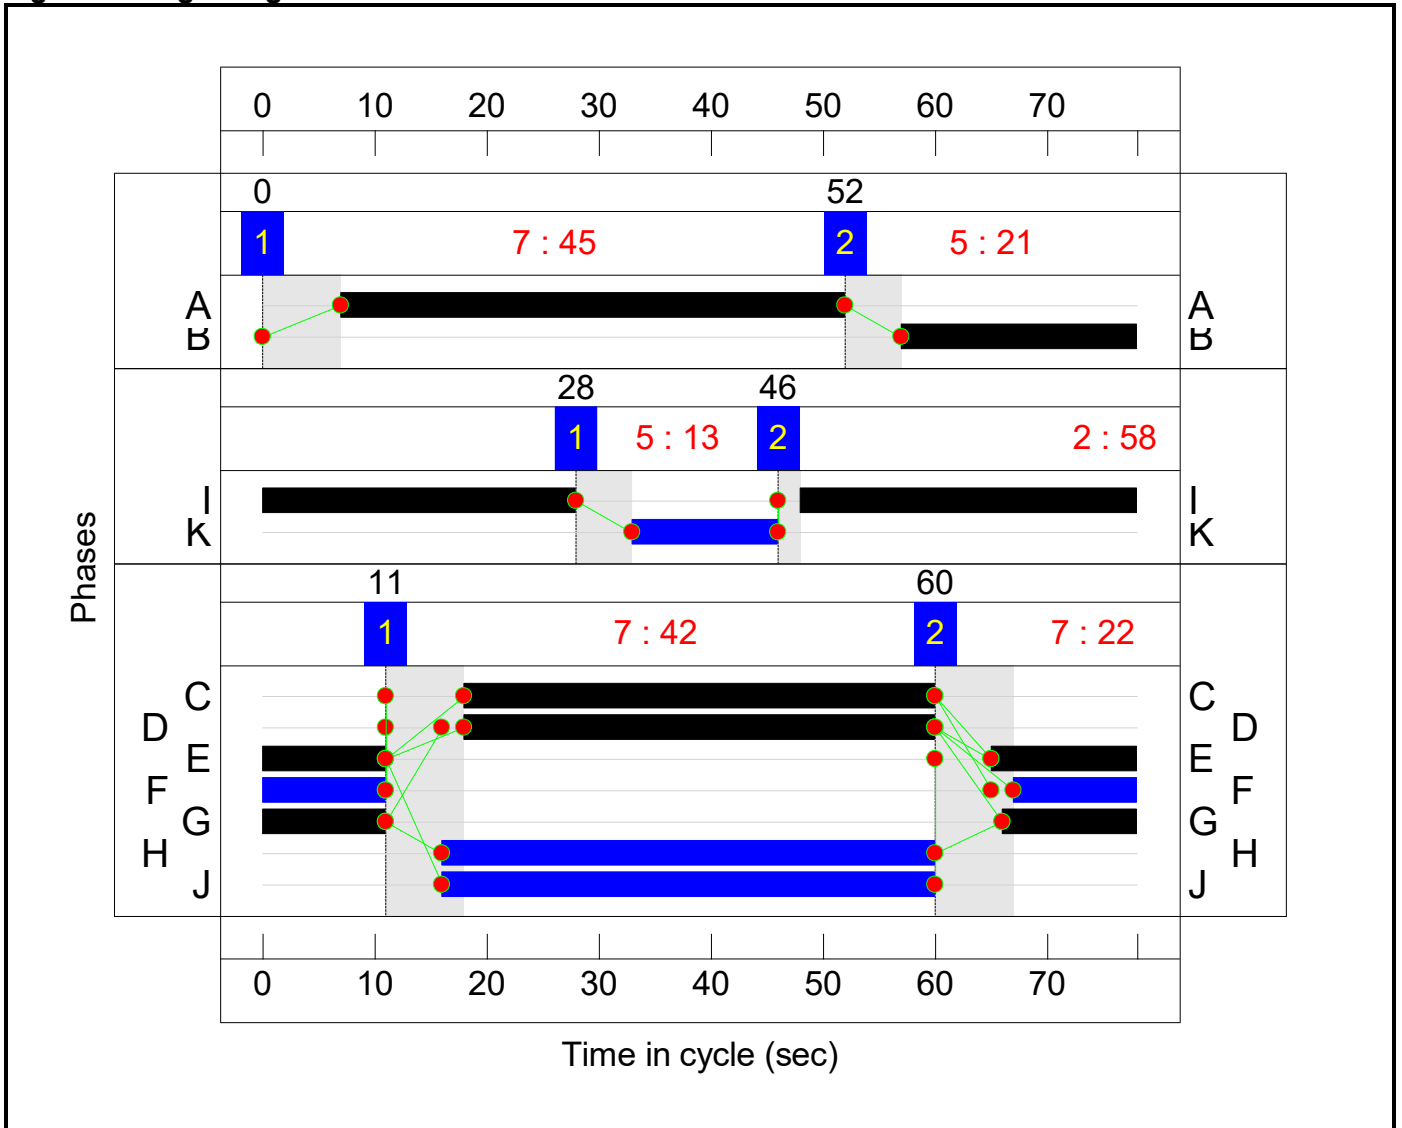 0 10 20 30 40 50 60 70
0 52
1 7 : 45 2 5 : 21
A A
B B
28 46
1 5 : 13 2 2 : 58
I I
K K
Phases
11 60
1 7 : 42 2 7 : 22
C C
D D
E E
F F
G G
H H
J J
0 10 20 30 40 50 60 70
Time in cycle (sec)